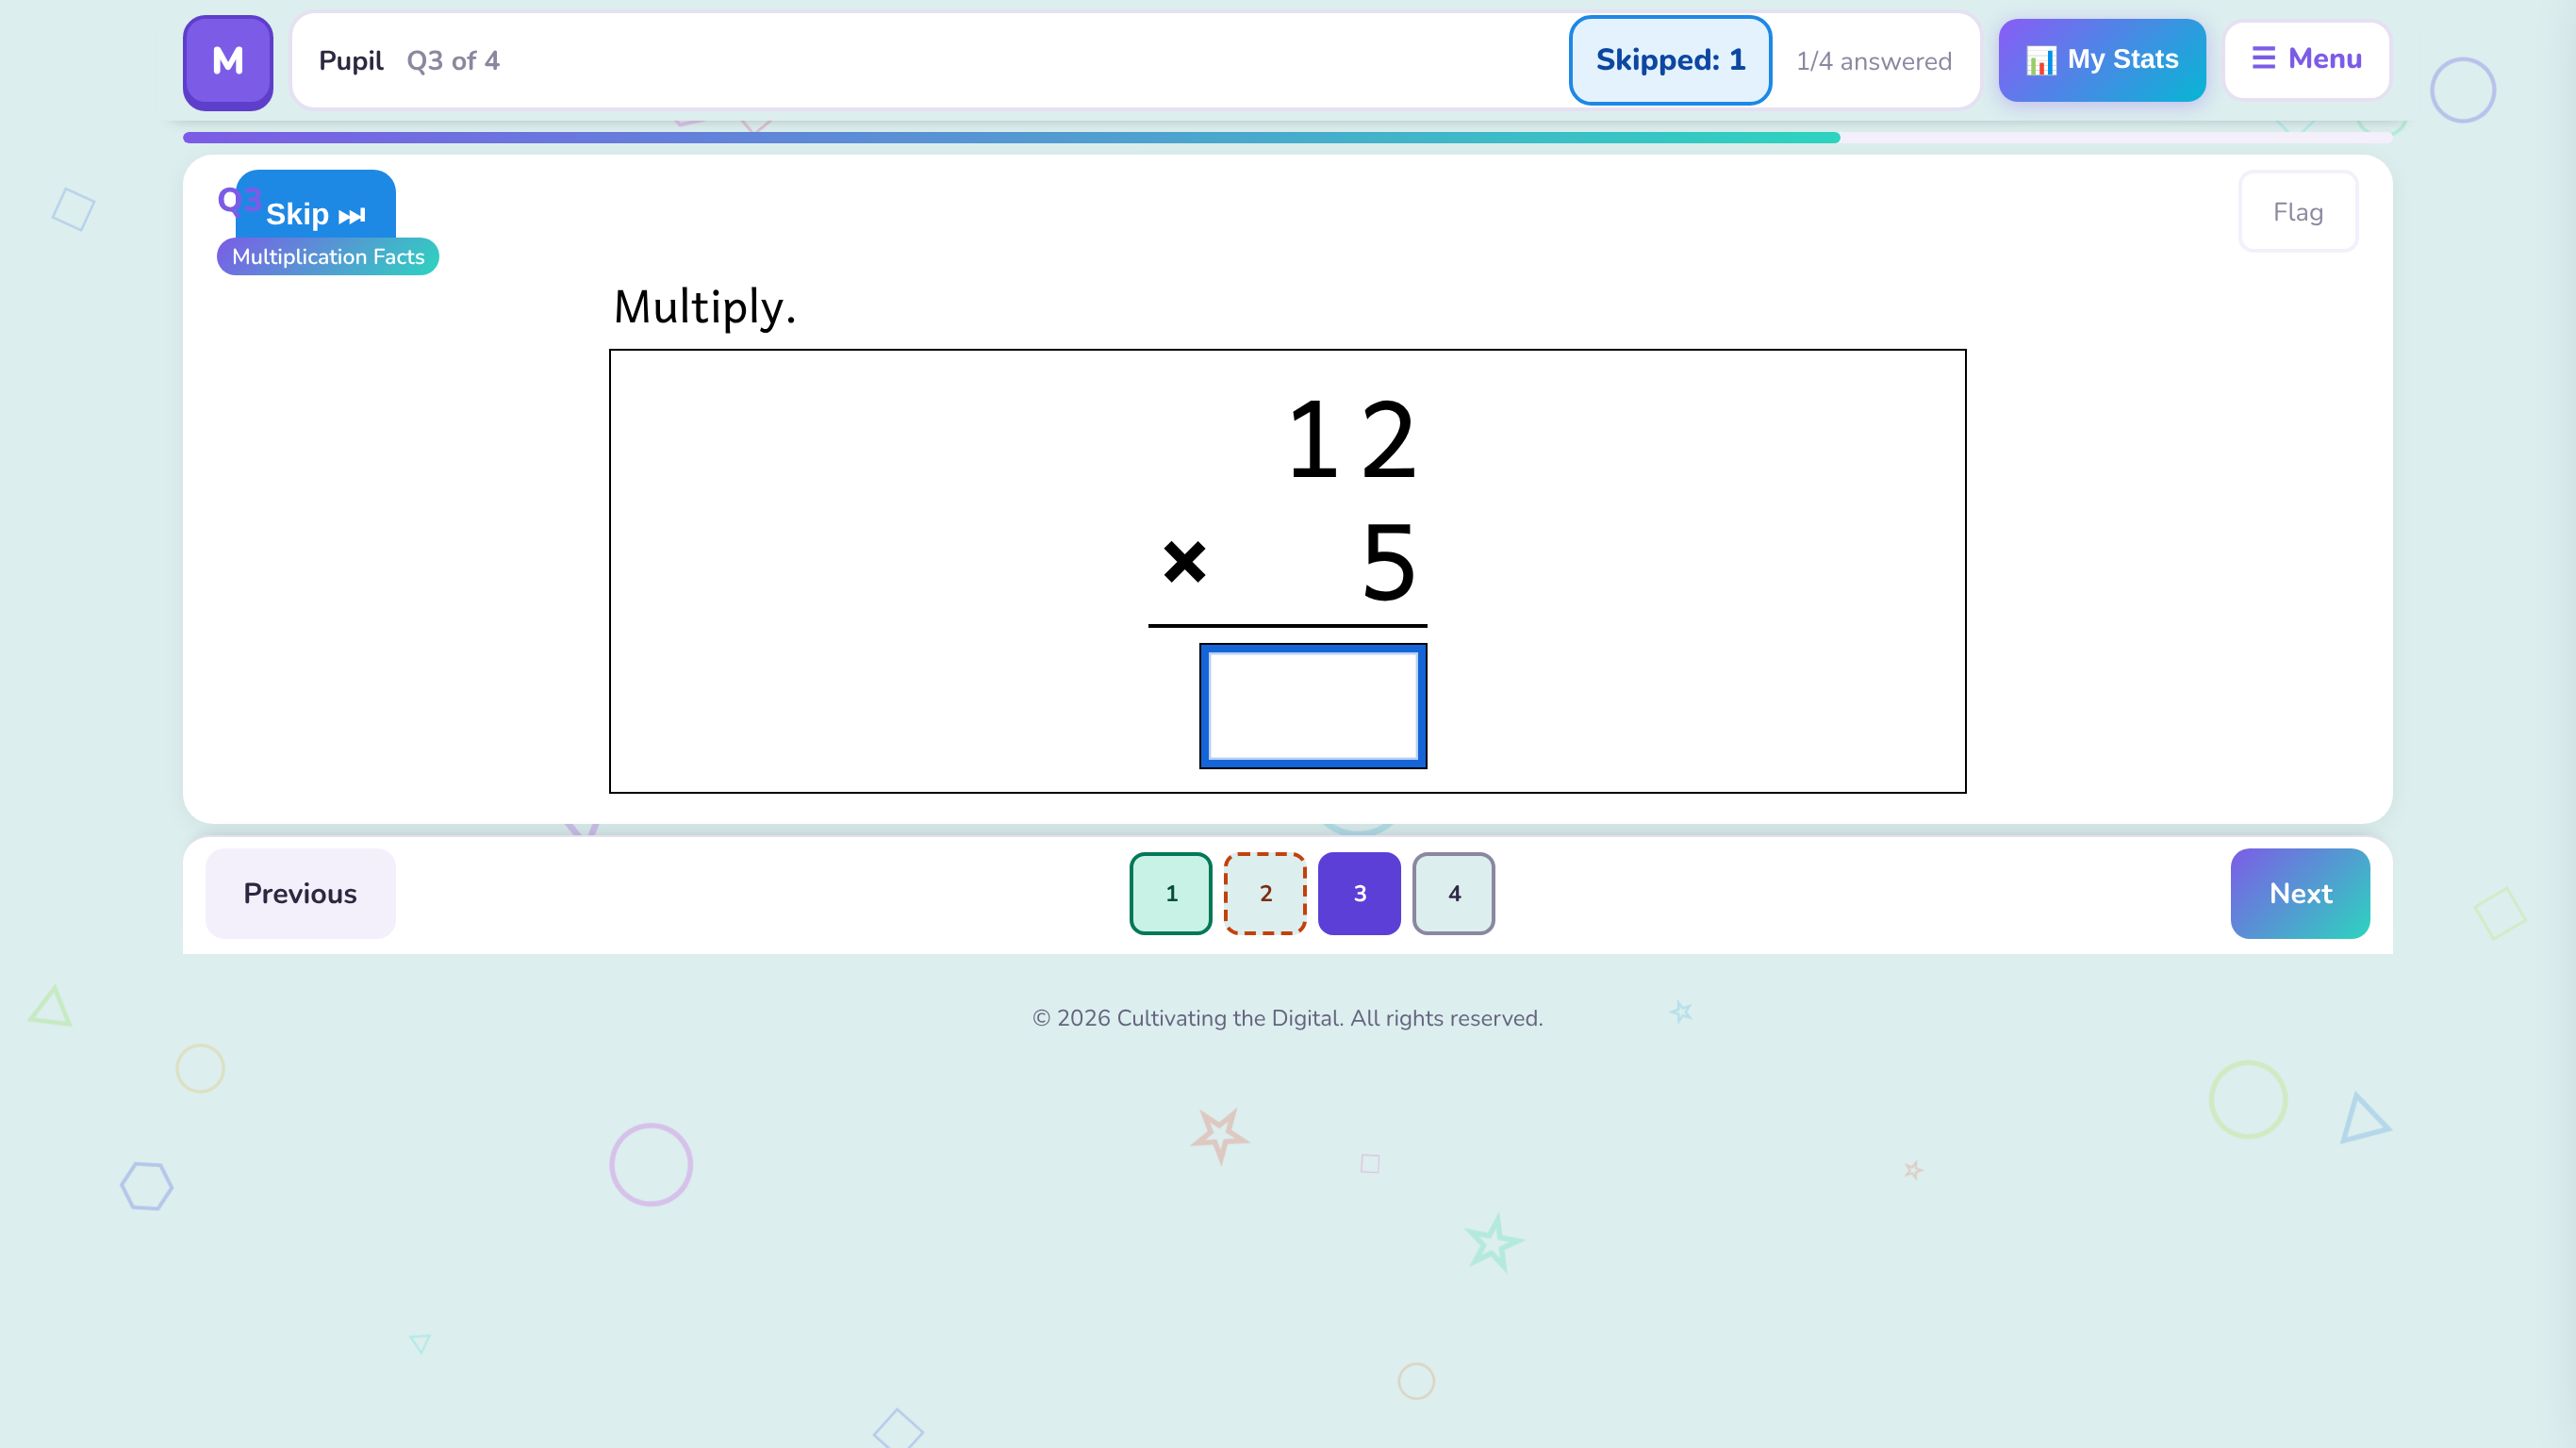 M
Pupil Q3 of 4
Skipped: 1
1/4 answered
📊 My Stats
☰ Menu
Q3
Skip ⏭
Flag
Multiplication Facts
Multiply.
12
× 5
Previous
1
2
3
4
Next
© 2026 Cultivating the Digital. All rights reserved.